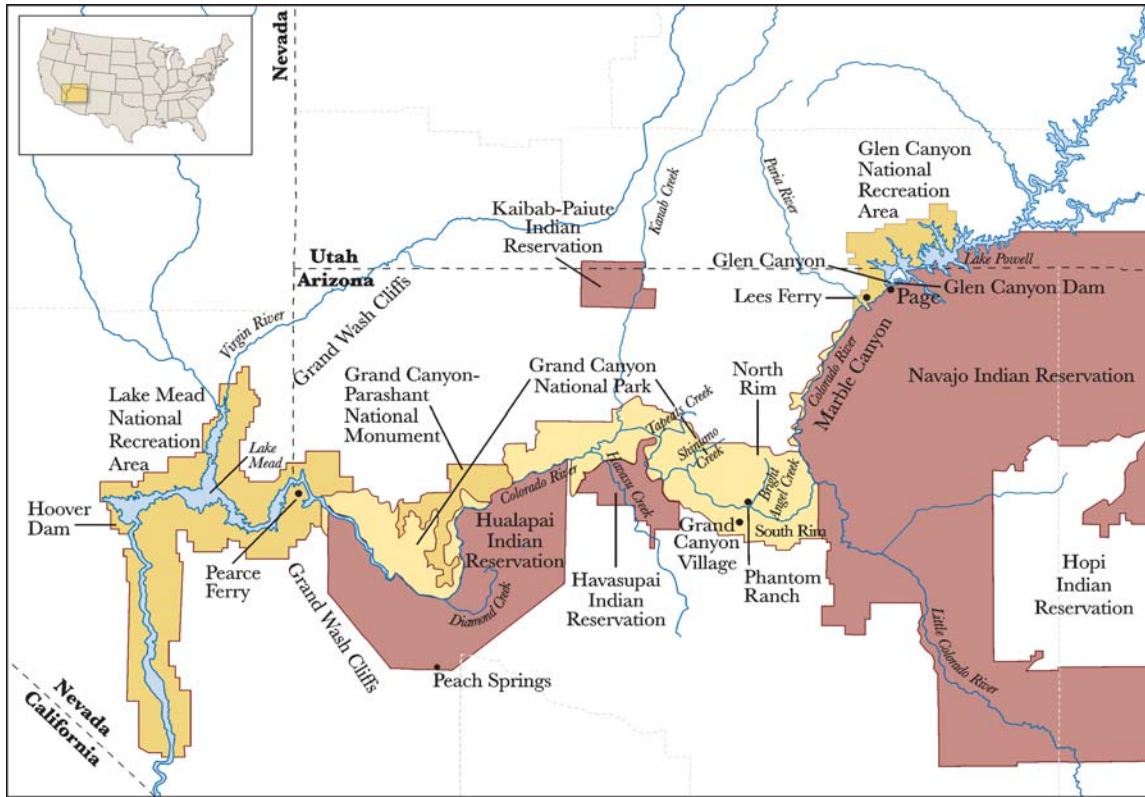 Nevada
Glen Canyon
National
Recreation
Area
Paria River
Kanab Creek
Kaibab-Paiute
Indian
Reservation
Utah
Arizona
Glen Canyon
Lake Powell
Glen Canyon Dam
Lees Ferry
Page
Virgin River
Grand Wash Cliffs
Colorado River
Marble Canyon
Navajo Indian Reservation
Grand Canyon-
Parashant
National
Monument
Grand Canyon
National Park
North
Rim
Lake Mead
National
Recreation
Area
Lake
Mead
Tapeats Creek
Shinumo
Creek
Bright
Angel Creek
Hoover
Dam
Colorado River
Havasu Creek
Hualapai
Indian
Reservation
Grand
Canyon
Village
South Rim
Pearce
Ferry
Grand Wash Cliffs
Diamond Creek
Havasupai
Indian
Reservation
Phantom
Ranch
Hopi
Indian
Reservation
Little Colorado River
Peach Springs
Nevada
California